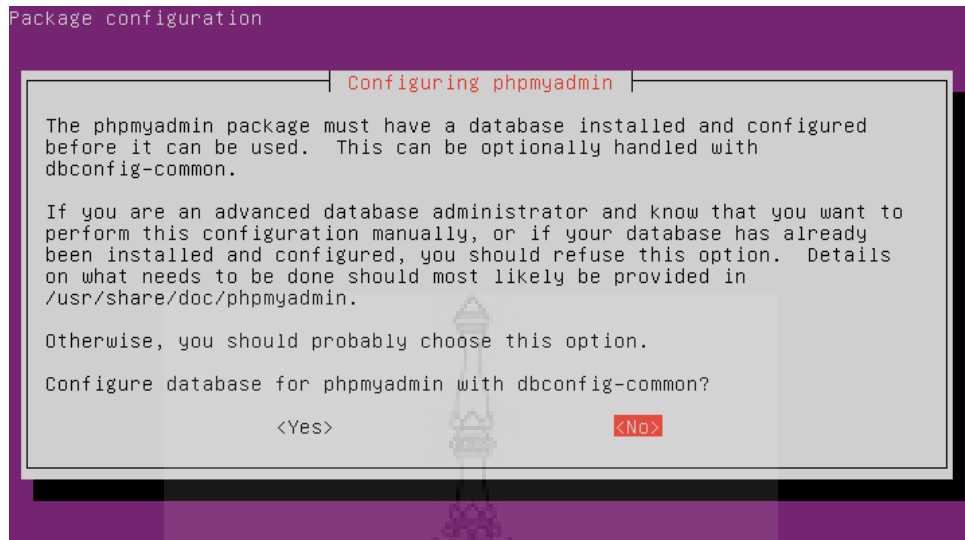 Package configuration
Configuring phpmyadmin
The phpmyadmin package must have a database installed and configured
before it can be used.  This can be optionally handled with
dbconfig-common.
If you are an advanced database administrator and know that you want to
perform this configuration manually, or if your database has already
been installed and configured, you should refuse this option.  Details
on what needs to be done should most likely be provided in
/usr/share/doc/phpmyadmin.
Otherwise, you should probably choose this option.
Configure database for phpmyadmin with dbconfig-common?
<Yes> <No>